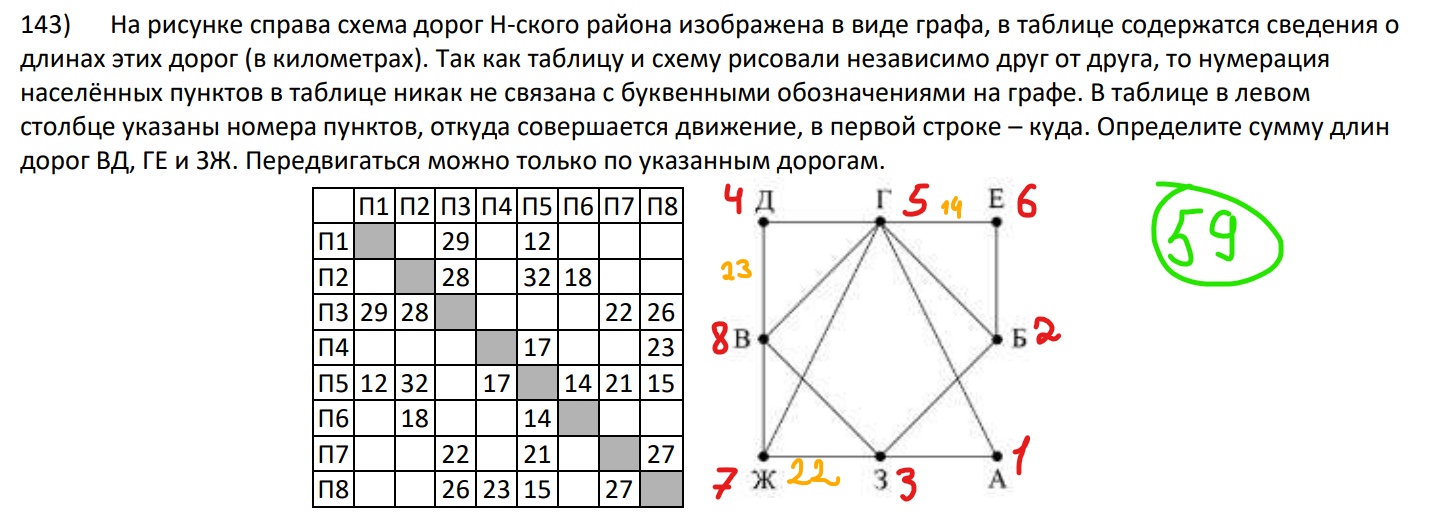 143) На рисунке справа схема дорог Н-ского района изображена в виде графа, в таблице содержатся сведения о
длинах этих дорог (в километрах). Так как таблицу и схему рисовали независимо друг от друга, то нумерация
населённых пунктов в таблице никак не связана с буквенными обозначениями на графе. В таблице в левом
столбце указаны номера пунктов, откуда совершается движение, в первой строке – куда. Определите сумму длин
дорог ВД, ГЕ и ЗЖ. Передвигаться можно только по указанным дорогам.
П1 П2 П3 П4 П5 П6 П7 П8
П1 29 12
П2 28 32 18
П3 29 28 22 26
П4 17 23
П5 12 32 17 14 21 15
П6 18 14
П7 22 21 27
П8 26 23 15 27
4 Д Г 5 14 Е 6
23
8 В Б 2
7 Ж 22 З 3 А 1
59